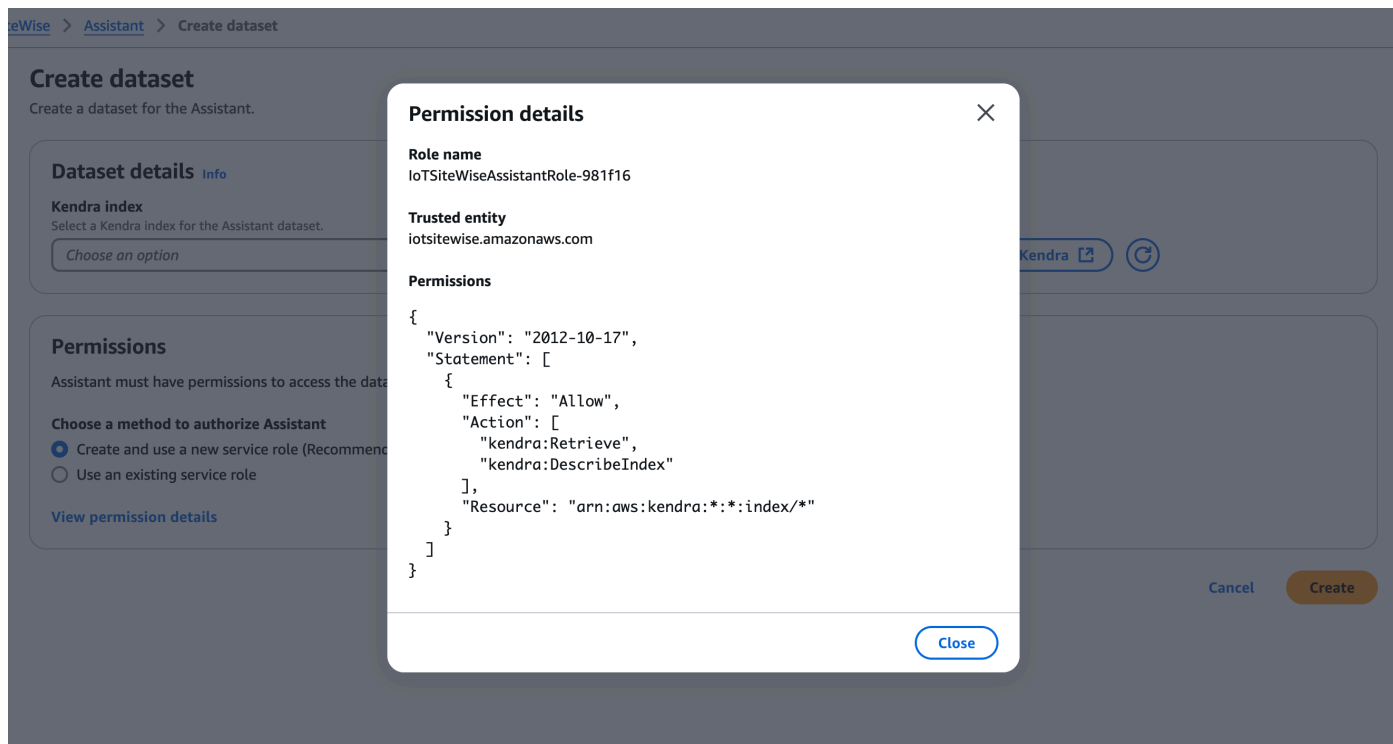 teWise > Assistant > Create dataset
Create dataset
Create a dataset for the Assistant.
Dataset details Info
Kendra index
Select a Kendra index for the Assistant dataset.
Choose an option
Kendra
Permissions
Assistant must have permissions to access the data
Choose a method to authorize Assistant
Create and use a new service role (Recommend
Use an existing service role
View permission details
Cancel
Create
Permission details
Role name
IoTSiteWiseAssistantRole-981f16
Trusted entity
iotsitewise.amazonaws.com
Permissions
{
"Version": "2012-10-17",
"Statement": [
{
"Effect": "Allow",
"Action": [
"kendra:Retrieve",
"kendra:DescribeIndex"
],
"Resource": "arn:aws:kendra:*:*:index/*"
}
]
}
Close